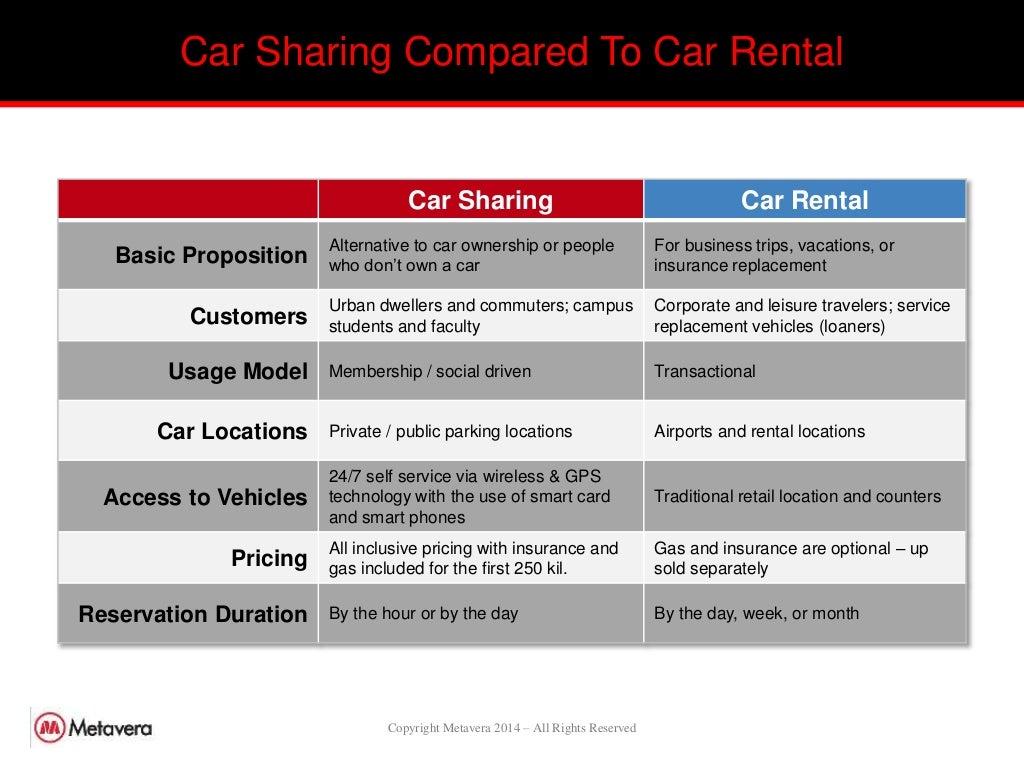 Car Sharing Compared To Car Rental
Car Sharing
Car Rental
Basic Proposition
Alternative to car ownership or people
who don’t own a car
For business trips, vacations, or
insurance replacement
Customers
Urban dwellers and commuters; campus
students and faculty
Corporate and leisure travelers; service
replacement vehicles (loaners)
Usage Model
Membership / social driven
Transactional
Car Locations
Private / public parking locations
Airports and rental locations
Access to Vehicles
24/7 self service via wireless & GPS
technology with the use of smart card
and smart phones
Traditional retail location and counters
Pricing
All inclusive pricing with insurance and
gas included for the first 250 kil.
Gas and insurance are optional – up
sold separately
Reservation Duration
By the hour or by the day
By the day, week, or month
Metavera
Copyright Metavera 2014 – All Rights Reserved